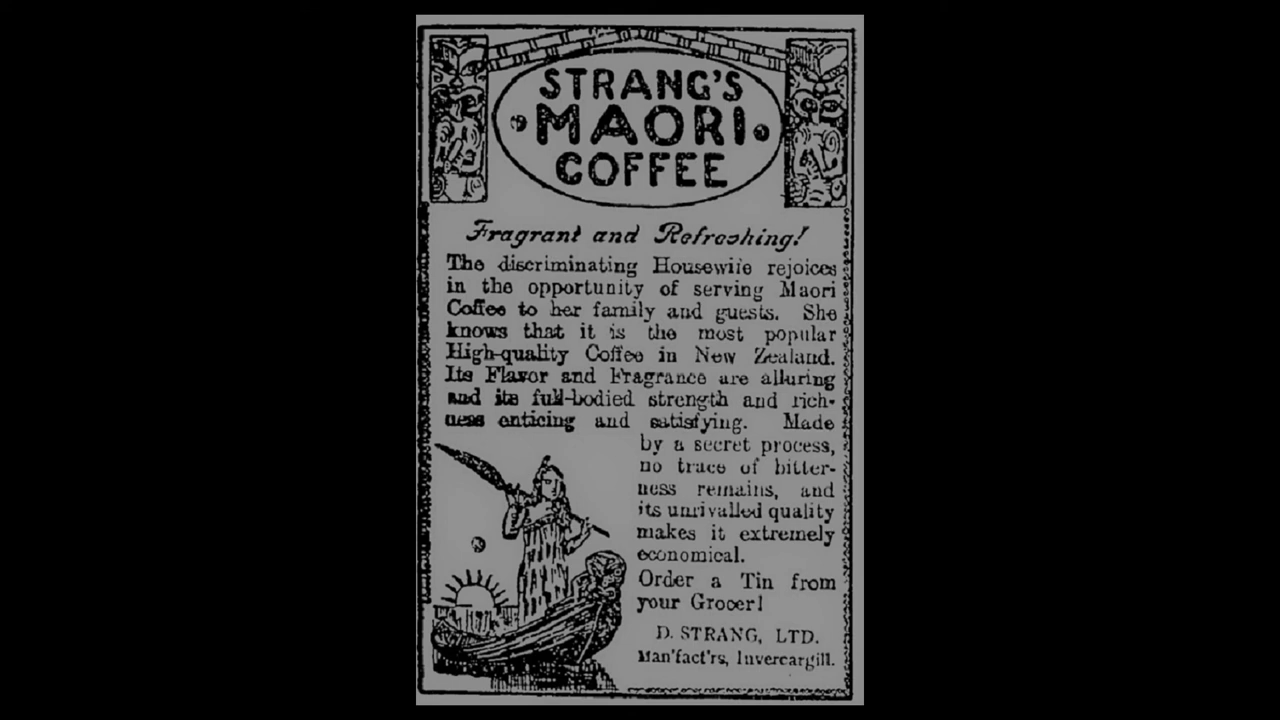 STRANG'S
MAORI
COFFEE
Fragrant and Refreshing!
The discriminating Housewife rejoices
in the opportunity of serving Maori
Coffee to her family and guests. She
knows that it is the most popular
High-quality Coffee in New Zealand.
Its Flavor and Fragrance are alluring
and its full-bodied strength and rich-
ness enticing and satisfying. Made
by a secret process,
no trace of bitter-
ness remains, and
its unrivalled quality
makes it extremely
economical.
Order a Tin from
your Grocer!
D. STRANG, LTD.
Man'fact'rs, Invercargill.